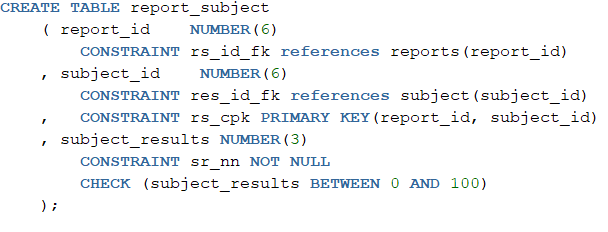 CREATE TABLE report_subject
( report_id NUMBER(6)
CONSTRAINT rs_id_fk references reports(report_id)
, subject_id NUMBER(6)
CONSTRAINT res_id_fk references subject(subject_id)
, CONSTRAINT rs_cpk PRIMARY KEY(report_id, subject_id)
, subject_results NUMBER(3)
CONSTRAINT sr_nn NOT NULL
CHECK (subject_results BETWEEN 0 AND 100)
);